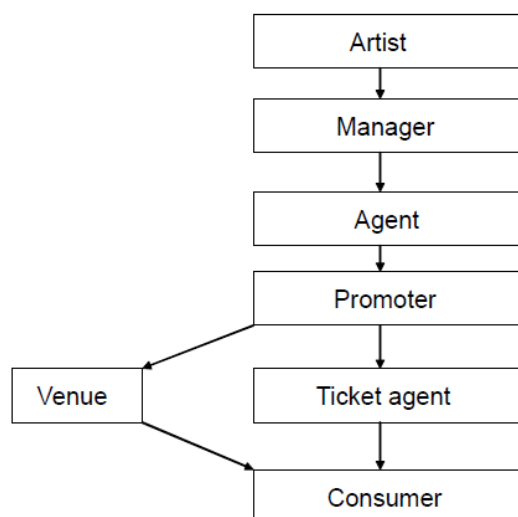 Artist
Manager
Agent
Promoter
Venue
Ticket agent
Consumer